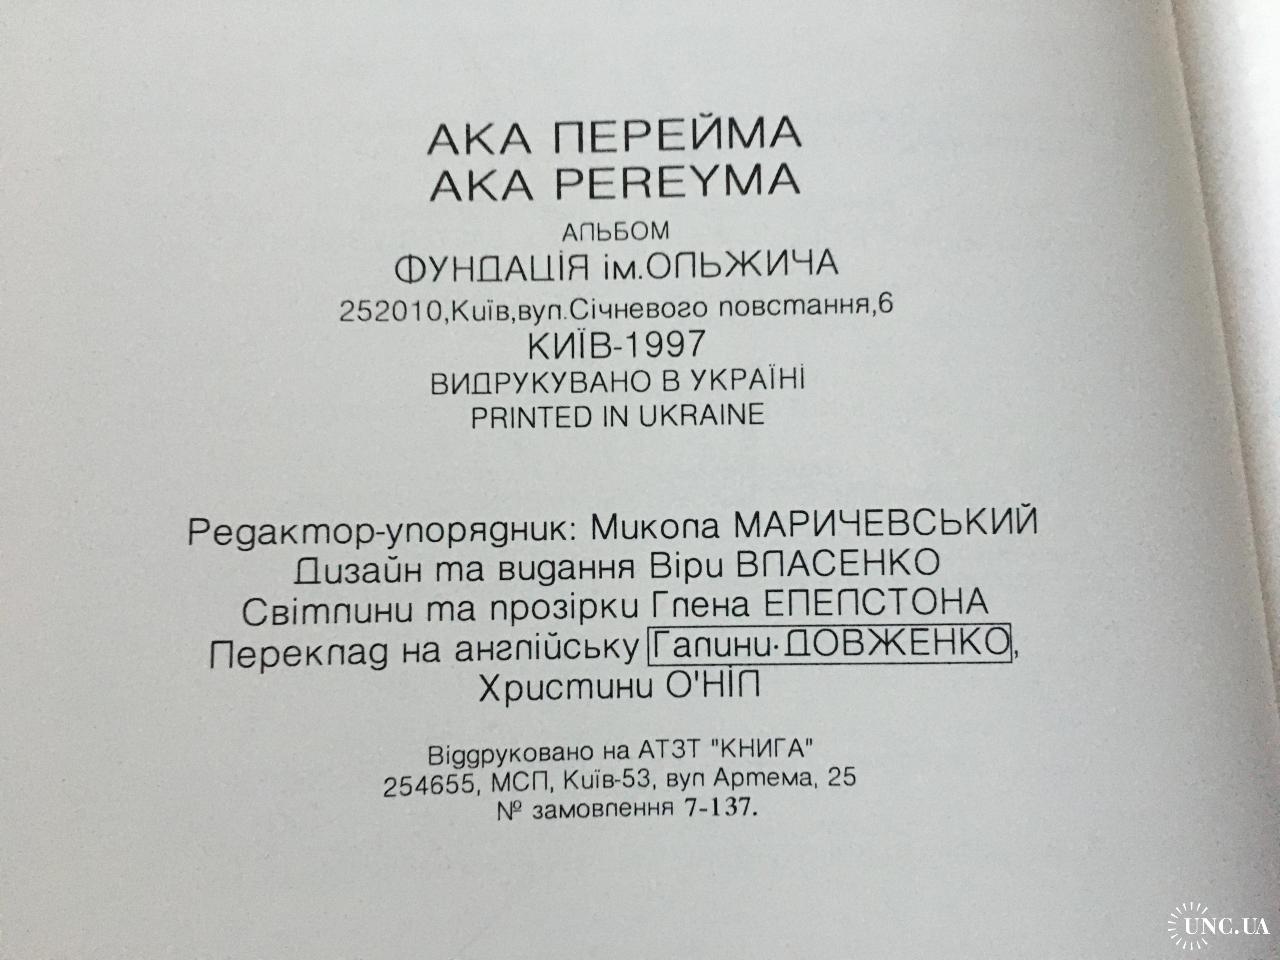 АКА ПЕРЕЙМА
AKA PEREYMA
АЛЬБОМ
ФУНДАЦІЯ ім.ОЛЬЖИЧА
252010,Київ,вул.Січневого повстання,6
КИЇВ-1997
ВИДРУКУВАНО В УКРАЇНІ
PRINTED IN UKRAINE
Редактор-упорядник: Микола МАРИЧЕВСЬКИЙ
Дизайн та видання Віри ВЛАСЕНКО
Світлини та прозірки Глена ЕЛЕЛСТОНА
Переклад на англійську Галини·ДОВЖЕНКО,
Христини О'НІЛ
Віддруковано на АТЗТ "КНИГА"
254655, МСП, Київ-53, вул Артема, 25
№ замовлення 7-137.
UNC.UA